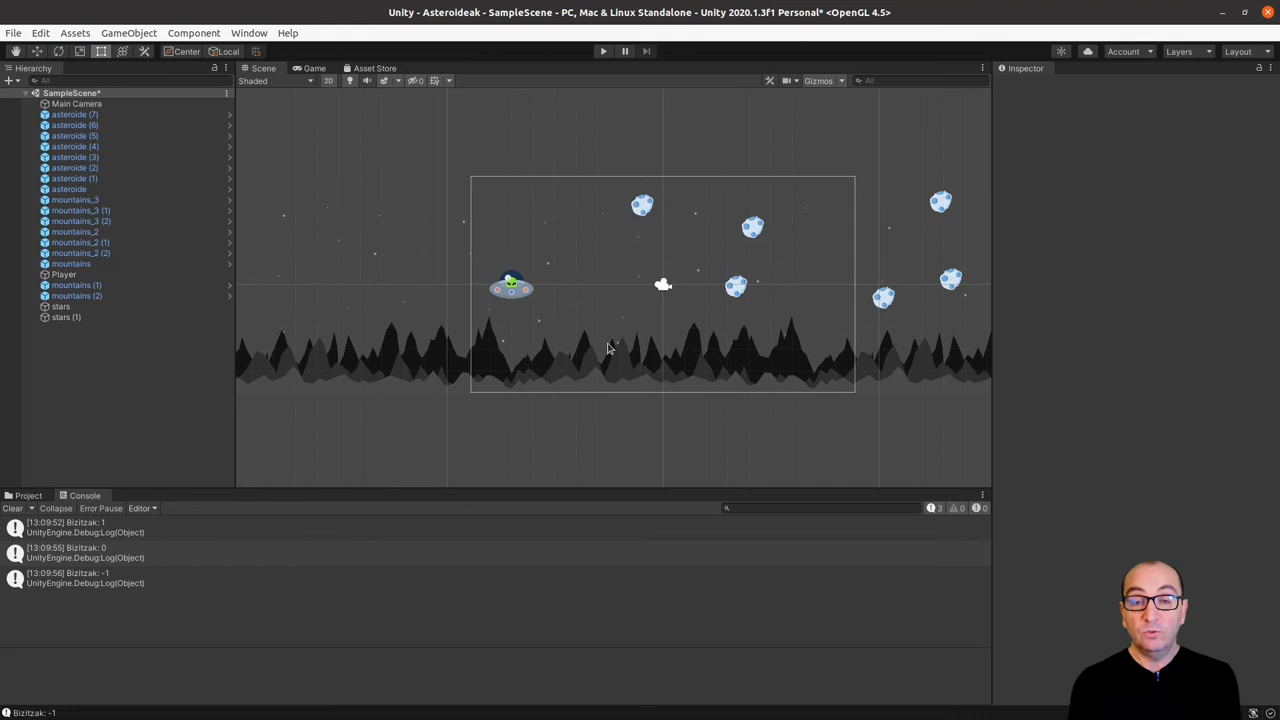 Unity - Asteroideak - SampleScene - PC, Mac & Linux Standalone - Unity 2020.1.3f1 Personal* <OpenGL 4.5>
File Edit Assets GameObject Component Window Help
Center Local Account Layers Layout
Hierarchy Scene Game Asset Store Inspector
All Shaded 2D 0 Gizmos All
SampleScene*
Main Camera
asteroide (7)
asteroide (6)
asteroide (5)
asteroide (4)
asteroide (3)
asteroide (2)
asteroide (1)
asteroide
mountains_3
mountains_3 (1)
mountains_3 (2)
mountains_2
mountains_2 (1)
mountains_2 (2)
mountains
Player
mountains (1)
mountains (2)
stars
stars (1)
Project Console
Clear Collapse Error Pause Editor 3 0 0
[13:09:52] Bizitzak: 1
UnityEngine.Debug:Log(Object)
[13:09:55] Bizitzak: 0
UnityEngine.Debug:Log(Object)
[13:09:56] Bizitzak: -1
UnityEngine.Debug:Log(Object)
Bizitzak: -1